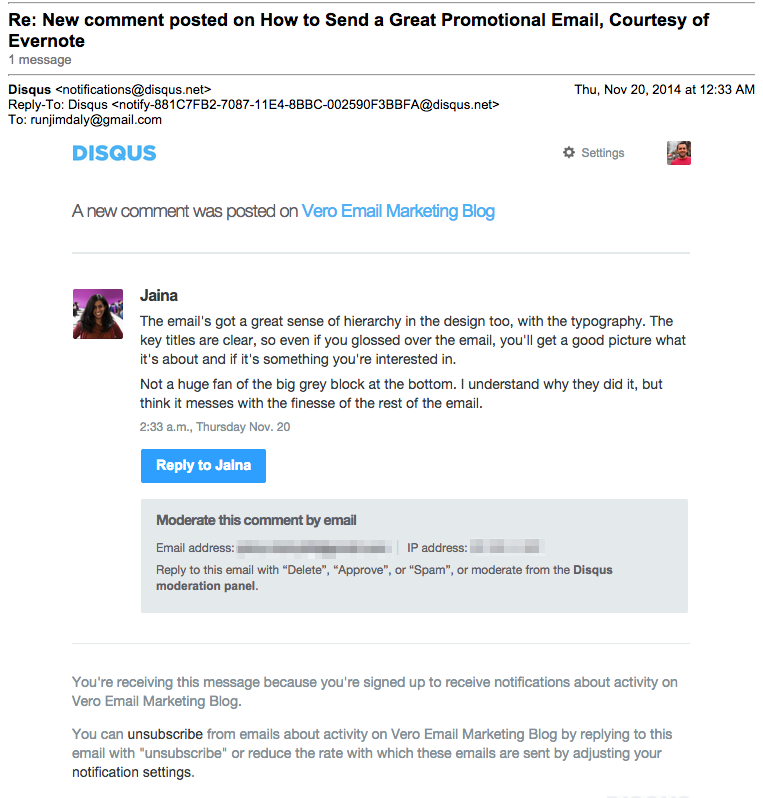 Re: New comment posted on How to Send a Great Promotional Email, Courtesy of
Evernote
1 message
Disqus <notifications@disqus.net> Thu, Nov 20, 2014 at 12:33 AM
Reply-To: Disqus <notify-881C7FB2-7087-11E4-8BBC-002590F3BBFA@disqus.net>
To: runjimdaly@gmail.com
DISQUS Settings
A new comment was posted on Vero Email Marketing Blog
Jaina
The email's got a great sense of hierarchy in the design too, with the typography. The
key titles are clear, so even if you glossed over the email, you'll get a good picture what
it's about and if it's something you're interested in.
Not a huge fan of the big grey block at the bottom. I understand why they did it, but
think it messes with the finesse of the rest of the email.
2:33 a.m., Thursday Nov. 20
Reply to Jaina
Moderate this comment by email
Email address: IP address:
Reply to this email with “Delete”, “Approve”, or “Spam”, or moderate from the Disqus
moderation panel.
You're receiving this message because you're signed up to receive notifications about activity on
Vero Email Marketing Blog.
You can unsubscribe from emails about activity on Vero Email Marketing Blog by replying to this
email with "unsubscribe" or reduce the rate with which these emails are sent by adjusting your
notification settings.